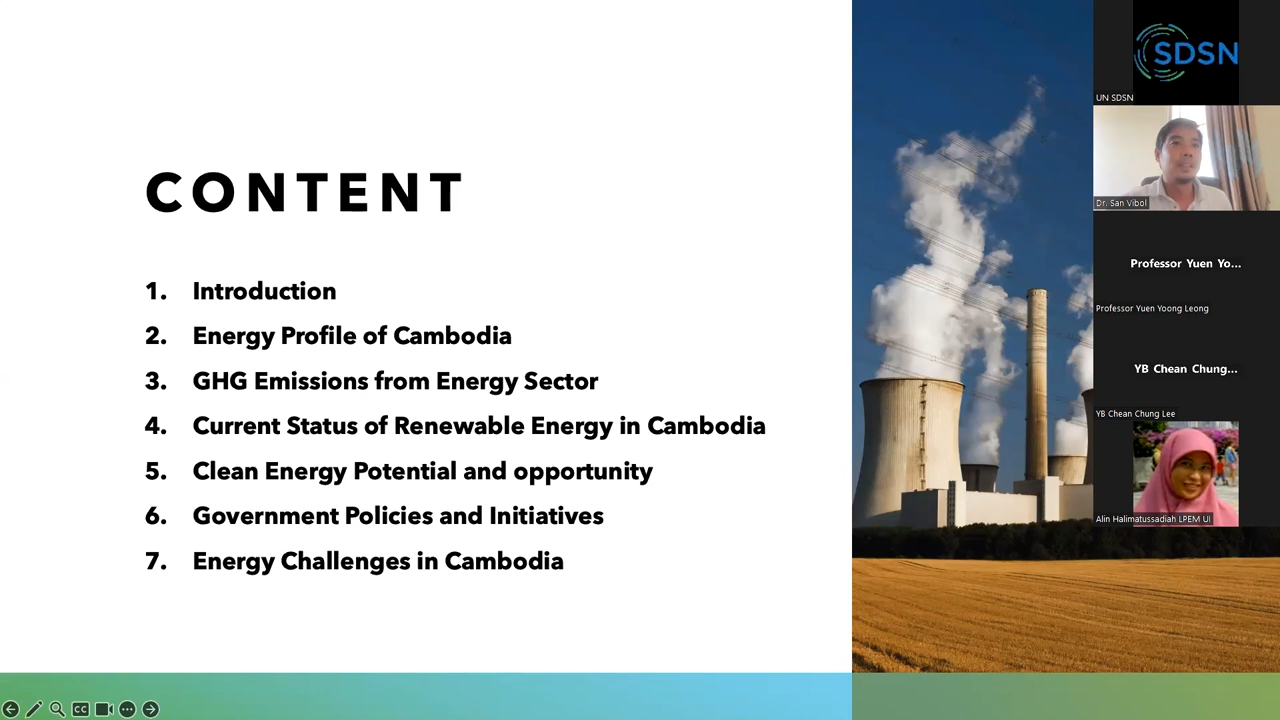 CONTENT
1. Introduction
2. Energy Profile of Cambodia
3. GHG Emissions from Energy Sector
4. Current Status of Renewable Energy in Cambodia
5. Clean Energy Potential and opportunity
6. Government Policies and Initiatives
7. Energy Challenges in Cambodia
SDSN
UN SDSN
Dr. San Vibol
Professor Yuen Yo...
Professor Yuen Yoong Leong
YB Chean Chung...
YB Chean Chung Lee
Alin Halimatussadiah LPEM UI
CC